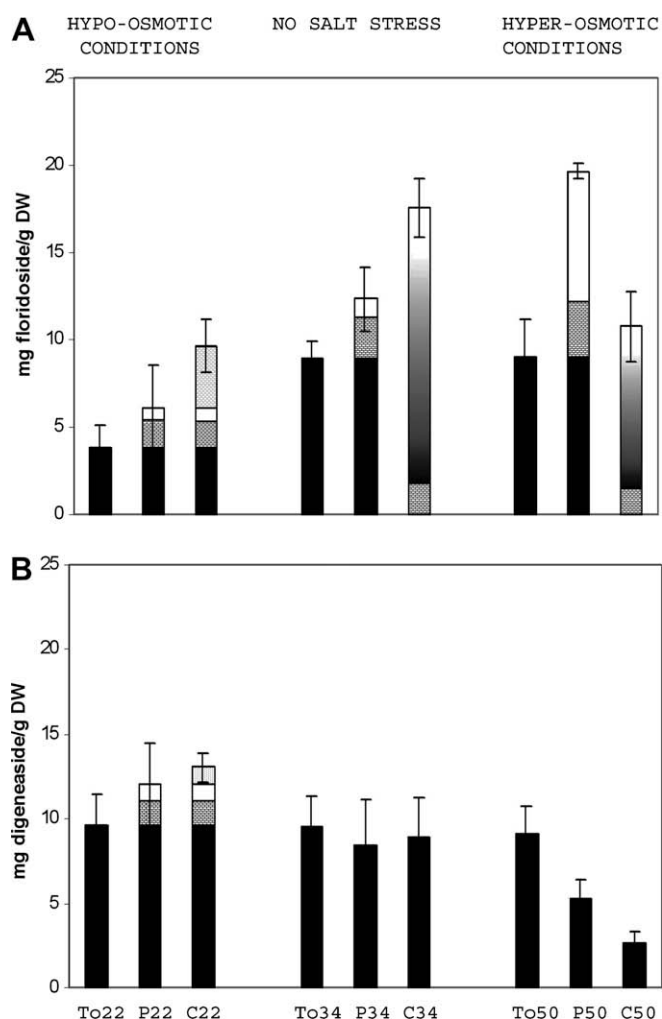 A
HYPO-OSMOTIC
CONDITIONS
NO SALT STRESS
HYPER-OSMOTIC
CONDITIONS
mg floridoside/g DW
25
20
15
10
5
0
B
mg digeneaside/g DW
25
20
15
10
5
0
To22 P22 C22 To34 P34 C34 To50 P50 C50